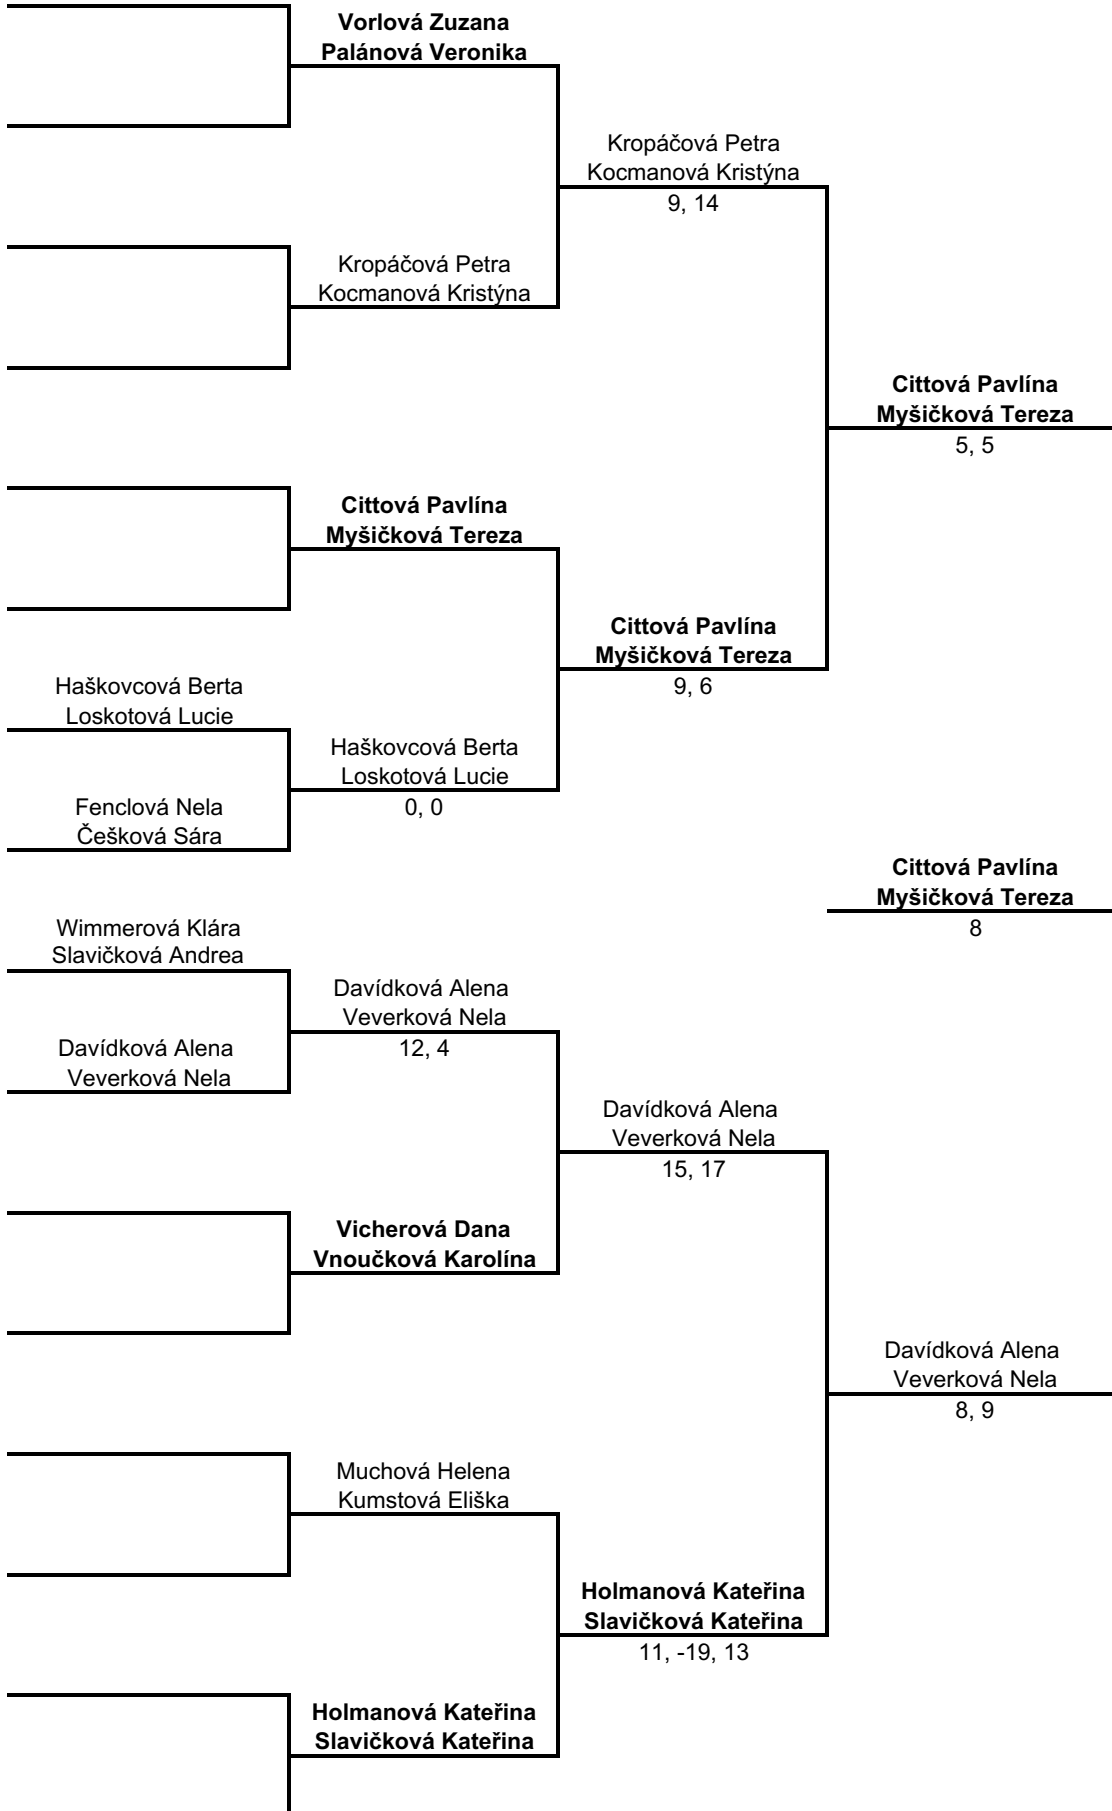 Vorlová Zuzana
Palánová Veronika
Kropáčová Petra
Kocmanová Kristýna
9, 14
Kropáčová Petra
Kocmanová Kristýna
Cittová Pavlína
Myšičková Tereza
5, 5
Cittová Pavlína
Myšičková Tereza
Cittová Pavlína
Myšičková Tereza
9, 6
Haškovcová Berta
Loskotová Lucie
Haškovcová Berta
Loskotová Lucie
0, 0
Fenclová Nela
Češková Sára
Cittová Pavlína
Myšičková Tereza
8
Wimmerová Klára
Slavičková Andrea
Davídková Alena
Veverková Nela
12, 4
Davídková Alena
Veverková Nela
Davídková Alena
Veverková Nela
15, 17
Vicherová Dana
Vnoučková Karolína
Davídková Alena
Veverková Nela
8, 9
Muchová Helena
Kumstová Eliška
Holmanová Kateřina
Slavičková Kateřina
11, -19, 13
Holmanová Kateřina
Slavičková Kateřina